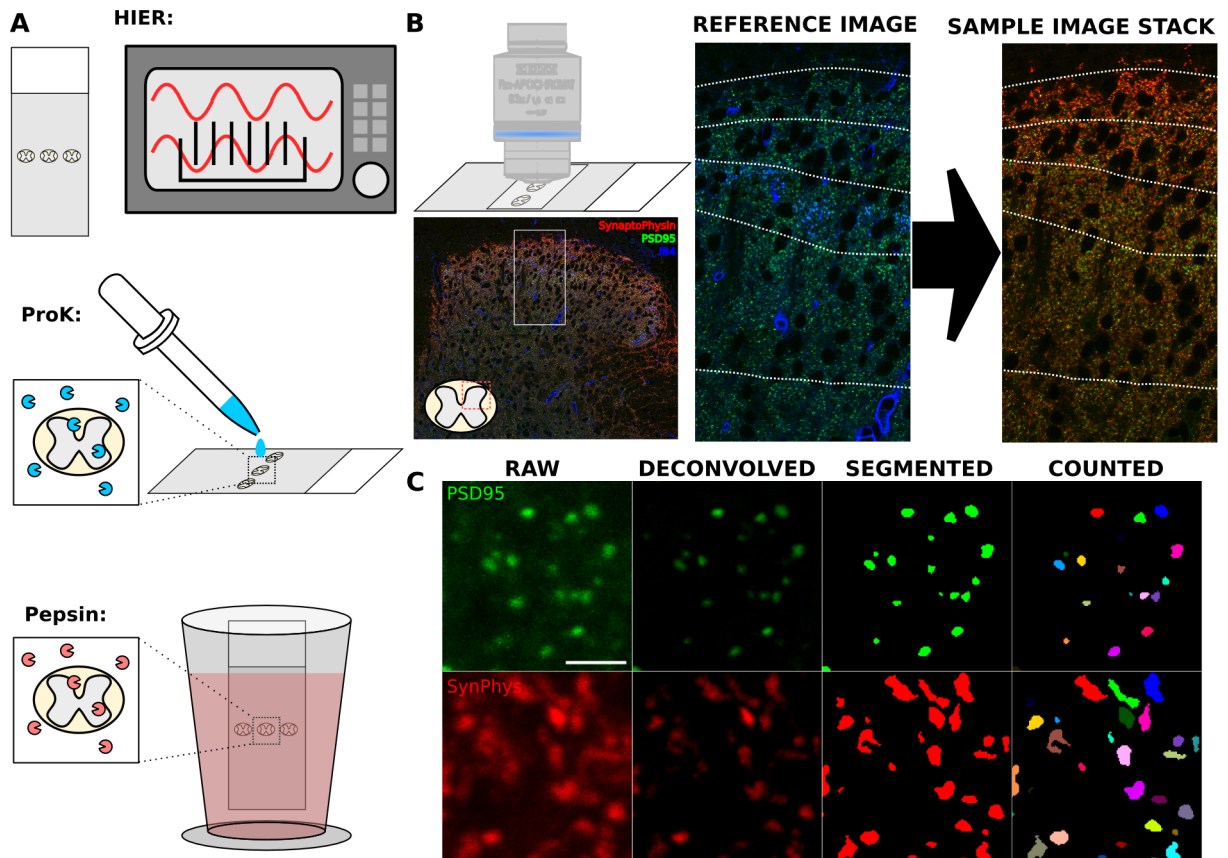 A
HIER:
ProK:
Pepsin:
B
REFERENCE IMAGE
SAMPLE IMAGE STACK
SynaptoPhysin
PSD95
IB4
C
RAW
DECONVOLVED
SEGMENTED
COUNTED
PSD95
SynPhys